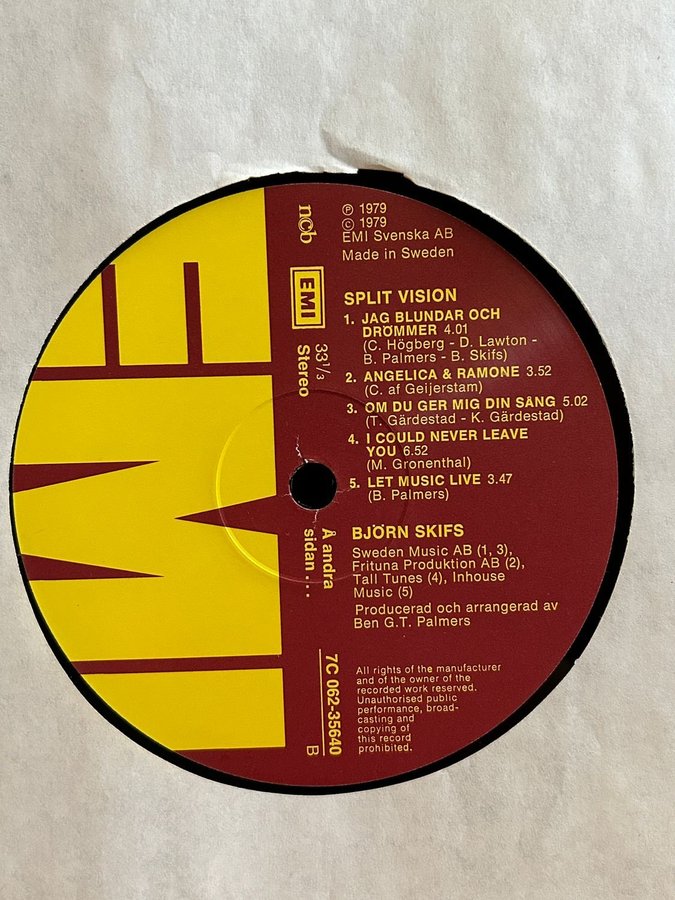 ncb
℗ 1979
© 1979
EMI Svenska AB
Made in Sweden
EMI
EMI
33 1/3
Stereo
SPLIT VISION
1. JAG BLUNDAR OCH
DRÖMMER 4.01
(C. Högberg - D. Lawton -
B. Palmers - B. Skifs)
2. ANGELICA & RAMONE 3.52
(C. af Geijerstam)
3. OM DU GER MIG DIN SÅNG 5.02
(T. Gärdestad - K. Gärdestad)
4. I COULD NEVER LEAVE
YOU 6.52
(M. Gronenthal)
5. LET MUSIC LIVE 3.47
(B. Palmers)
Å andra
sidan . . .
BJÖRN SKIFS
Sweden Music AB (1, 3),
Frituna Produktion AB (2),
Tall Tunes (4), Inhouse
Music (5)
Producerad och arrangerad av
Ben G.T. Palmers
7C 062-35640
B
All rights of the manufacturer
and of the owner of the
recorded work reserved.
Unauthorised public
performance, broad-
casting and
copying of
this record
prohibited.